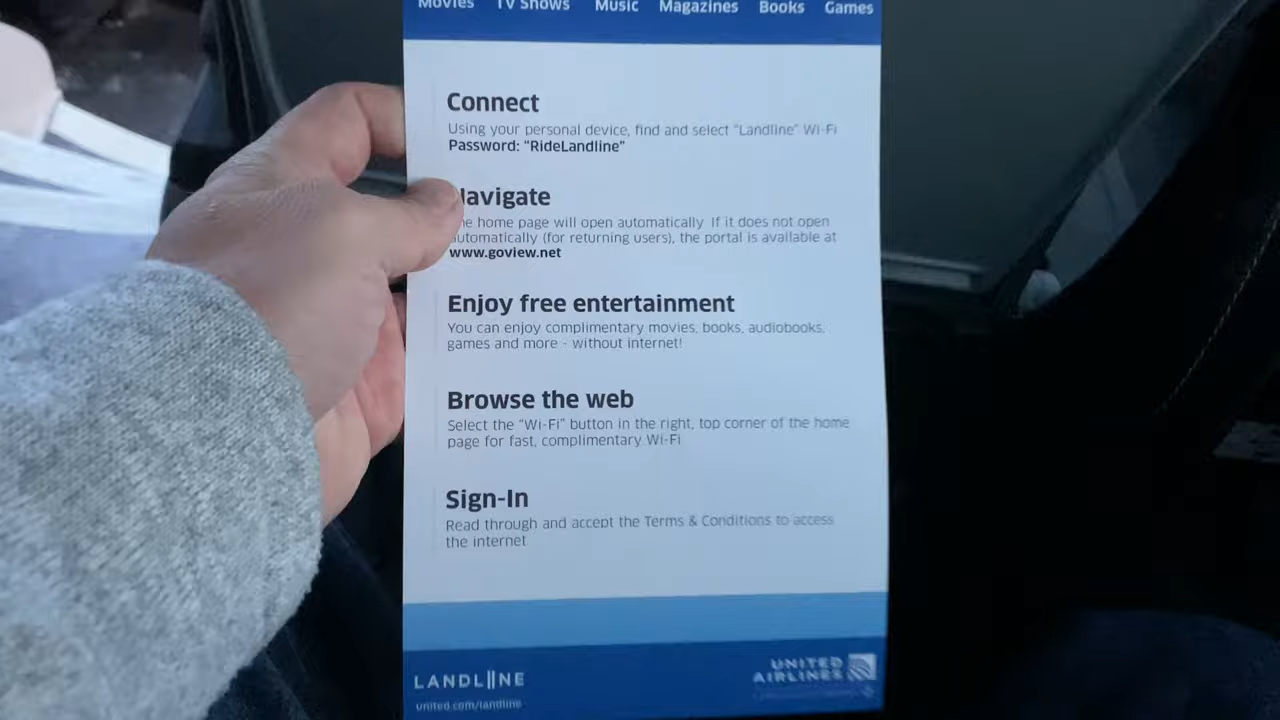 Movies TV Shows Music Magazines Books Games
Connect
Using your personal device, find and select "Landline" Wi-Fi
Password: "RideLandline"
Navigate
home page will open automatically. If it does not open
automatically (for returning users), the portal is available at
www.goview.net
Enjoy free entertainment
You can enjoy complimentary movies, books, audiobooks,
games and more - without internet!
Browse the web
Select the "Wi-Fi" button in the right, top corner of the home
page for fast, complimentary Wi-Fi
Sign-In
Read through and accept the Terms & Conditions to access
the internet
LANDLINE
united.com/landline
UNITED
AIRLINES